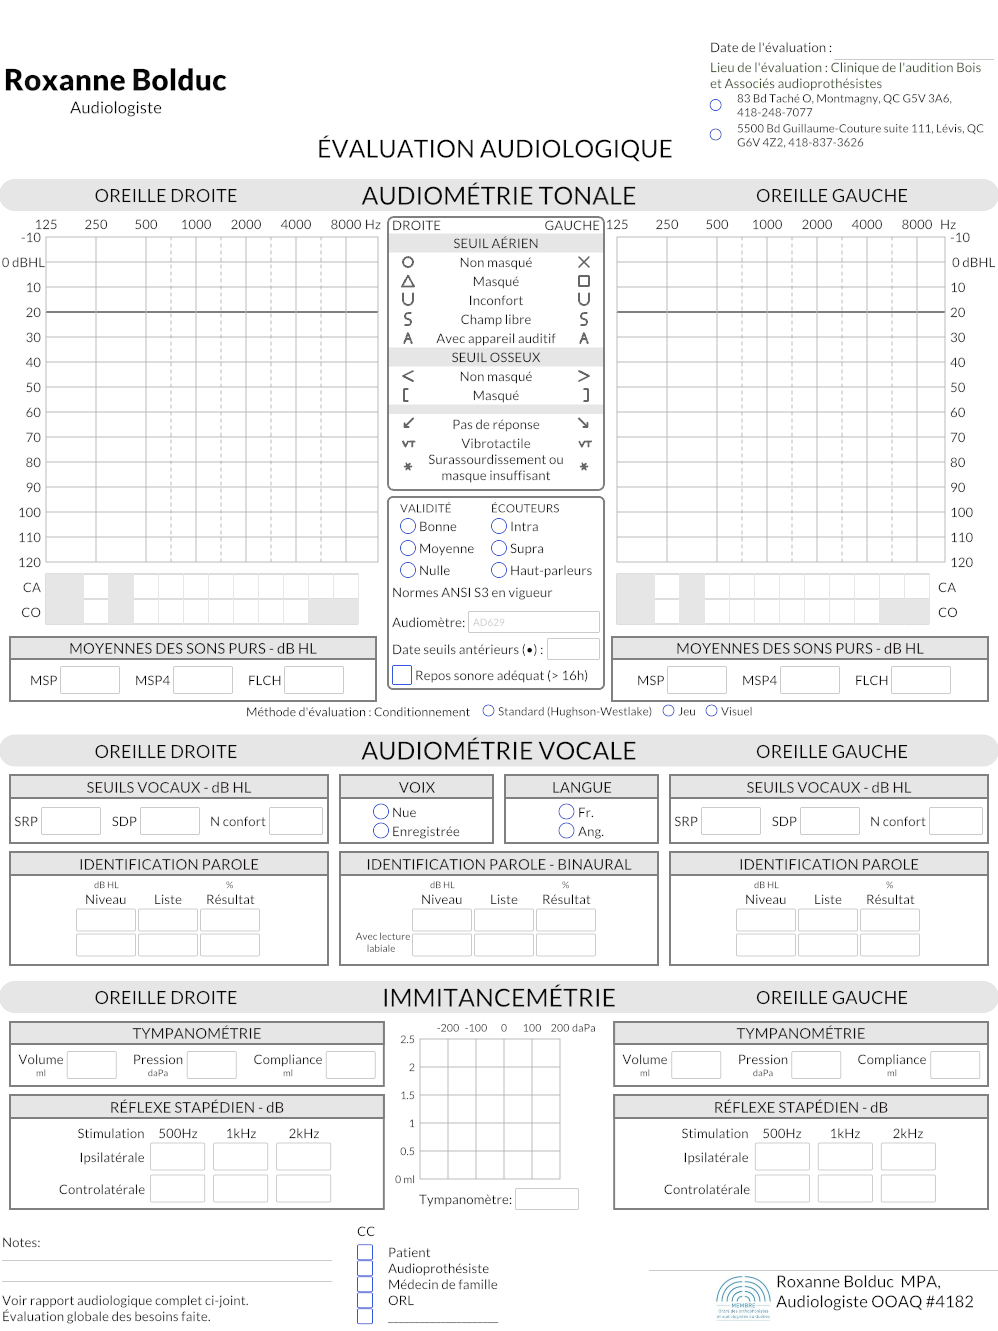 Date de l'évaluation :
Roxanne Bolduc
Audiologiste
Lieu de l'évaluation : Clinique de l'audition Bois
et Associés audioprothésistes
83 Bd Taché O, Montmagny, QC G5V 3A6,
418-248-7077
5500 Bd Guillaume-Couture suite 111, Lévis, QC
G6V 4Z2, 418-837-3626
ÉVALUATION AUDIOLOGIQUE
OREILLE DROITE AUDIOMÉTRIE TONALE OREILLE GAUCHE
125 250 500 1000 2000 4000 8000 Hz
-10
0 dBHL
10
20
30
40
50
60
70
80
90
100
110
120
CA
CO
DROITE GAUCHE
SEUIL AÉRIEN
O Non masqué X
△ Masqué □
U Inconfort U
S Champ libre S
A Avec appareil auditif A
SEUIL OSSEUX
< Non masqué >
[ Masqué ]
↙ Pas de réponse ↘
VT Vibrotactile VT
* Surassourdissement ou *
masque insuffisant
VALIDITÉ ÉCOUTEURS
Bonne Intra
Moyenne Supra
Nulle Haut-parleurs
Normes ANSI S3 en vigueur
Audiomètre: AD629
Date seuils antérieurs (•) :
Repos sonore adéquat (> 16h)
125 250 500 1000 2000 4000 8000 Hz
-10
0 dBHL
10
20
30
40
50
60
70
80
90
100
110
120
CA
CO
MOYENNES DES SONS PURS - dB HL
MSP MSP4 FLCH
MOYENNES DES SONS PURS - dB HL
MSP MSP4 FLCH
Méthode d'évaluation : Conditionnement Standard (Hughson-Westlake) Jeu Visuel
OREILLE DROITE AUDIOMÉTRIE VOCALE OREILLE GAUCHE
SEUILS VOCAUX - dB HL
SRP SDP N confort
VOIX
Nue
Enregistrée
LANGUE
Fr.
Ang.
SEUILS VOCAUX - dB HL
SRP SDP N confort
IDENTIFICATION PAROLE
dB HL %
Niveau Liste Résultat
IDENTIFICATION PAROLE - BINAURAL
dB HL %
Niveau Liste Résultat
Avec lecture
labiale
IDENTIFICATION PAROLE
dB HL %
Niveau Liste Résultat
OREILLE DROITE IMMITANCEMÉTRIE OREILLE GAUCHE
TYMPANOMÉTRIE
Volume Pression Compliance
ml daPa ml
RÉFLEXE STAPÉDIEN - dB
Stimulation 500Hz 1kHz 2kHz
Ipsilatérale
Controlatérale
-200 -100 0 100 200 daPa
2.5
2
1.5
1
0.5
0 ml
Tympanomètre:
TYMPANOMÉTRIE
Volume Pression Compliance
ml daPa ml
RÉFLEXE STAPÉDIEN - dB
Stimulation 500Hz 1kHz 2kHz
Ipsilatérale
Controlatérale
Notes:
Voir rapport audiologique complet ci-joint.
Évaluation globale des besoins faite.
CC
Patient
Audioprothésiste
Médecin de famille
ORL
MEMBRE
Ordre des orthophonistes
et audiologistes du Québec
Roxanne Bolduc MPA,
Audiologiste OOAQ #4182